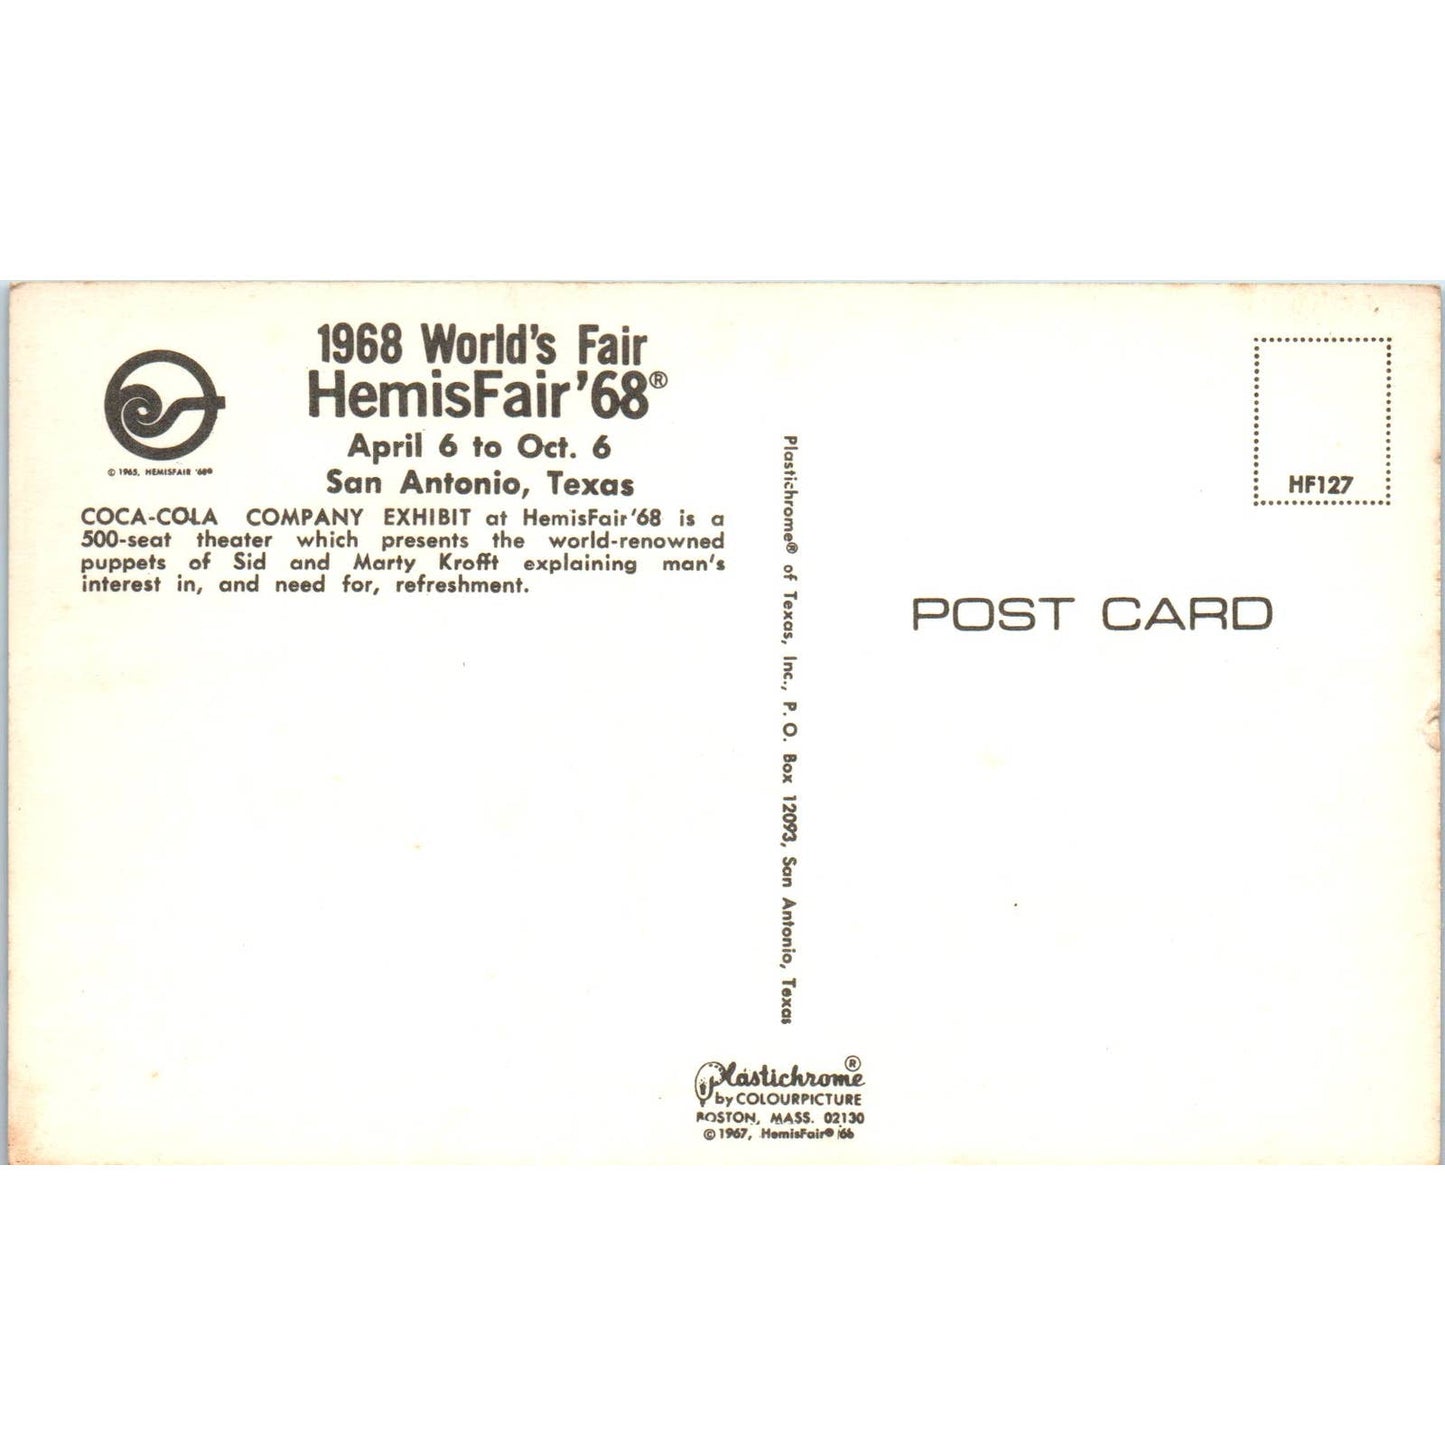 1968 World's Fair
HemisFair '68®
April 6 to Oct. 6
San Antonio, Texas
© 1965, HEMISFAIR '68®
COCA-COLA COMPANY EXHIBIT at HemisFair '68 is a
500-seat theater which presents the world-renowned
puppets of Sid and Marty Krofft explaining man's
interest in, and need for, refreshment.
Plastichrome® of Texas, Inc., P. O. Box 12093, San Antonio, Texas
HF127
POST CARD
Plastichrome®
by COLOURPICTURE
BOSTON, MASS. 02130
© 1967, HemisFair®